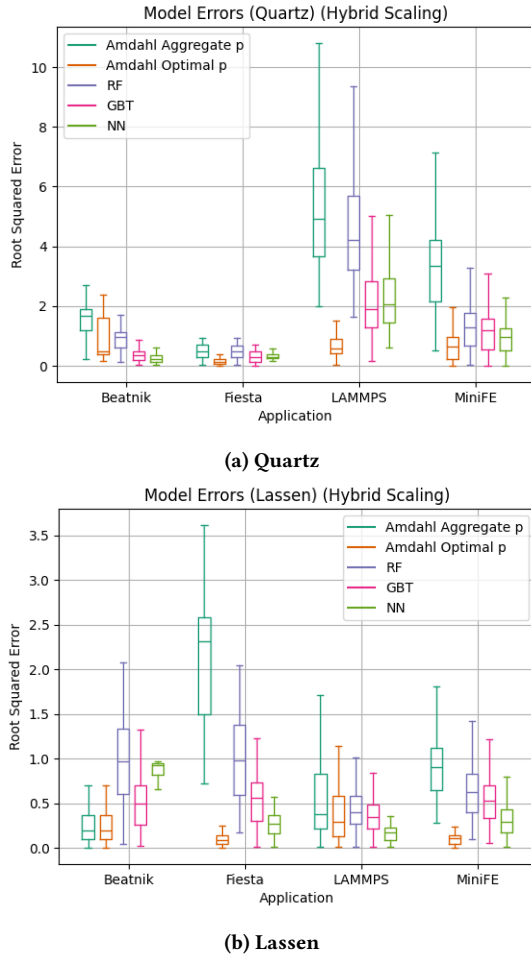 Model Errors (Quartz) (Hybrid Scaling)
Amdahl Aggregate p
Amdahl Optimal p
RF
GBT
NN
10
8
6
4
2
0
Root Squared Error
Beatnik Fiesta LAMMPS MiniFE
Application
(a) Quartz
Model Errors (Lassen) (Hybrid Scaling)
Amdahl Aggregate p
Amdahl Optimal p
RF
GBT
NN
3.5
3.0
2.5
2.0
1.5
1.0
0.5
0.0
Root Squared Error
Beatnik Fiesta LAMMPS MiniFE
Application
(b) Lassen